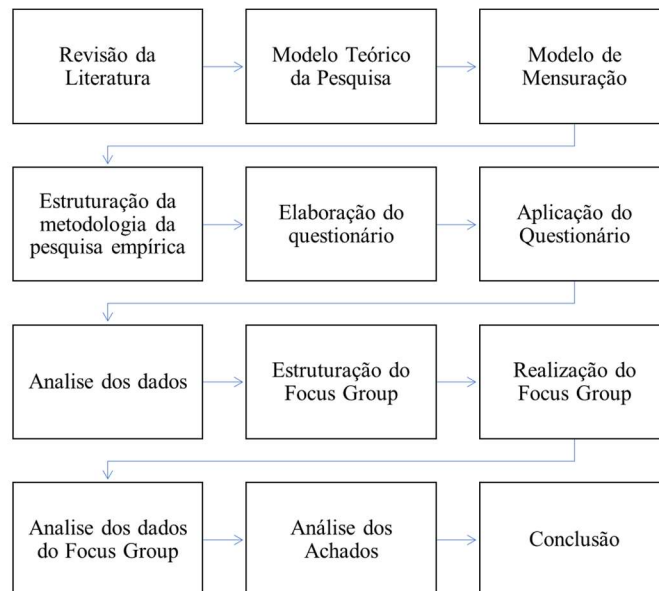 Revisão da
Literatura
Modelo Teórico
da Pesquisa
Modelo de
Mensuração
Estruturação da
metodologia da
pesquisa empírica
Elaboração do
questionário
Aplicação do
Questionário
Analise dos dados
Estruturação do
Focus Group
Realização do
Focus Group
Analise dos dados
do Focus Group
Análise dos
Achados
Conclusão